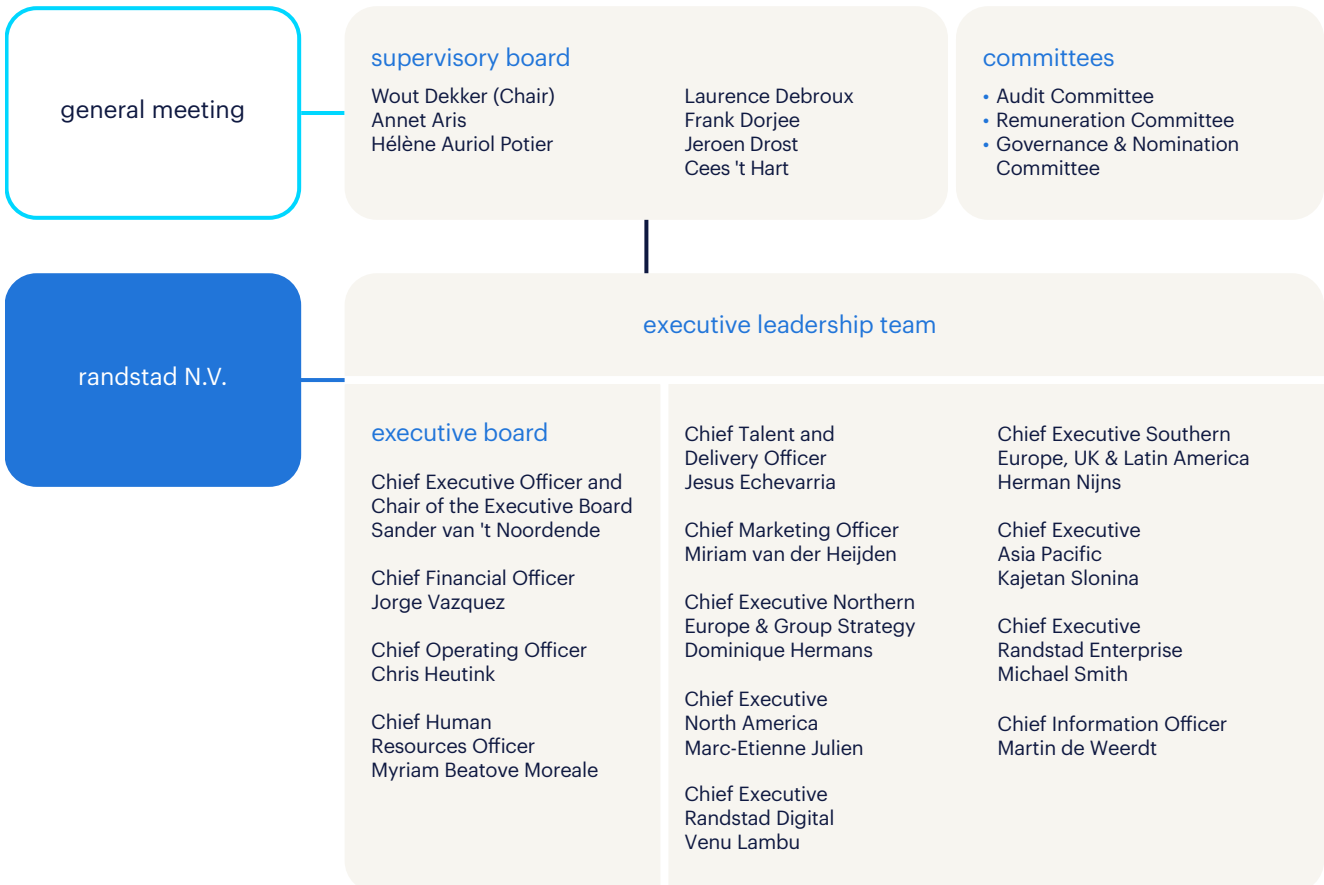 general meeting
supervisory board
Wout Dekker (Chair)
Annet Aris
Hélène Auriol Potier
Laurence Debroux
Frank Dorjee
Jeroen Drost
Cees 't Hart
committees
• Audit Committee
• Remuneration Committee
• Governance & Nomination
Committee
randstad N.V.
executive leadership team
executive board
Chief Executive Officer and
Chair of the Executive Board
Sander van 't Noordende
Chief Financial Officer
Jorge Vazquez
Chief Operating Officer
Chris Heutink
Chief Human
Resources Officer
Myriam Beatove Moreale
Chief Talent and
Delivery Officer
Jesus Echevarria
Chief Marketing Officer
Miriam van der Heijden
Chief Executive Northern
Europe & Group Strategy
Dominique Hermans
Chief Executive
North America
Marc-Etienne Julien
Chief Executive
Randstad Digital
Venu Lambu
Chief Executive Southern
Europe, UK & Latin America
Herman Nijns
Chief Executive
Asia Pacific
Kajetan Slonina
Chief Executive
Randstad Enterprise
Michael Smith
Chief Information Officer
Martin de Weerdt